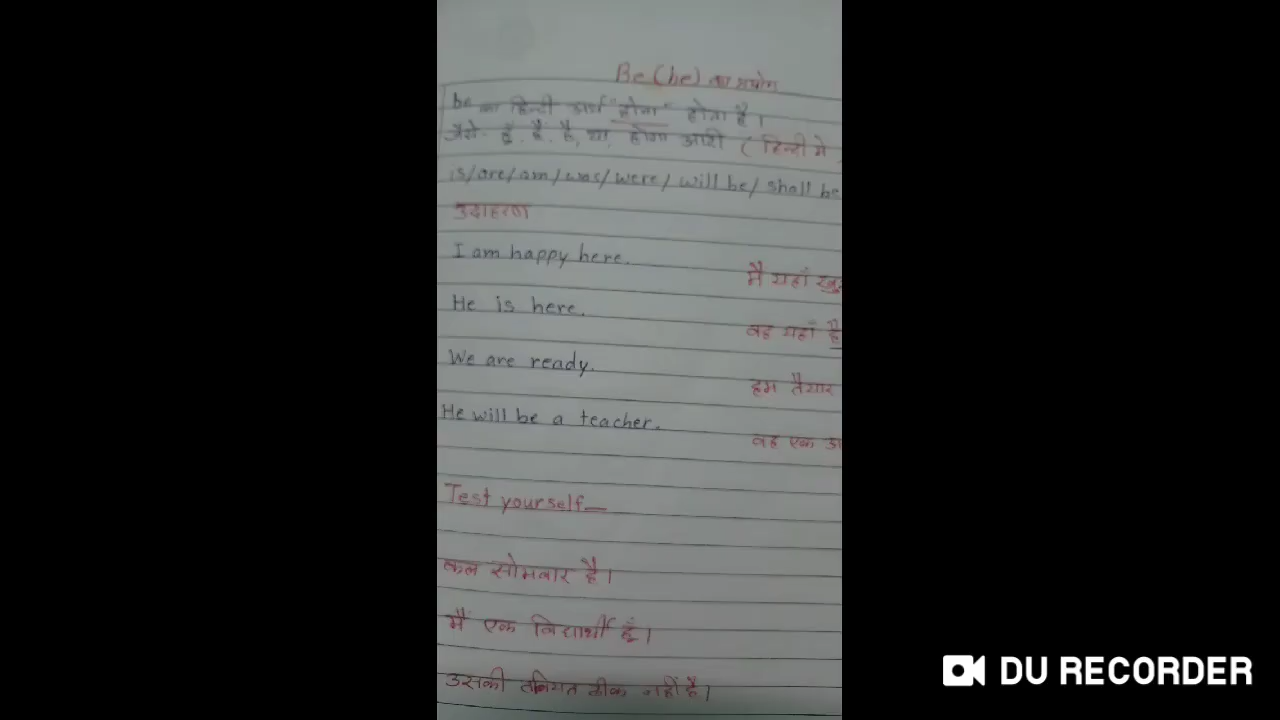 Be (be) का प्रयोग
be का हिन्दी अर्थ "होना" होता है।
जैसे- हूँ, हैं, है, था, होगा आदी ( हिन्दी मे
is/are/am/was/were/ will be/ shall be
उदाहरण
I am happy here.
मै यहाँ खु
He is here.
वह यहाँ है
We are ready.
हम तैयार
He will be a teacher.
वह एक अ
Test yourself—
कल सोमवार है।
मैं एक विद्यार्थी हूँ।
उसकी तबियत ठीक नहीं है।
DU RECORDER